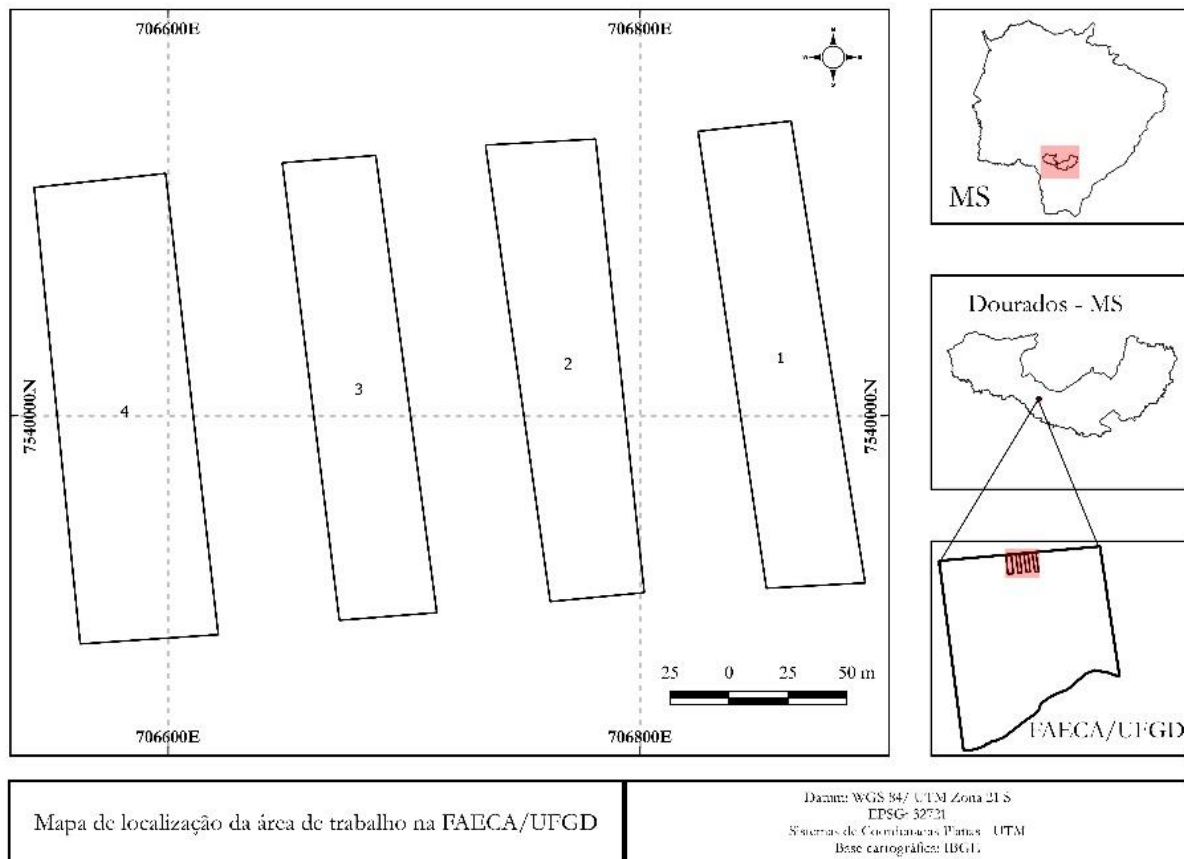 706600E 706800E
MS
Dourados - MS
7540000N 4 3 2 1 7540000N
25 0 25 50 m
706600E 706800E
FAECA/UFGD
Mapa de localização da área de trabalho na FAECA/UFGD
Datum: WGS 84/ UTM Zona 21 S
EPSG: 32721
Sistemas de Coordenadas Planas - UTM
Base cartográfica: IBGE